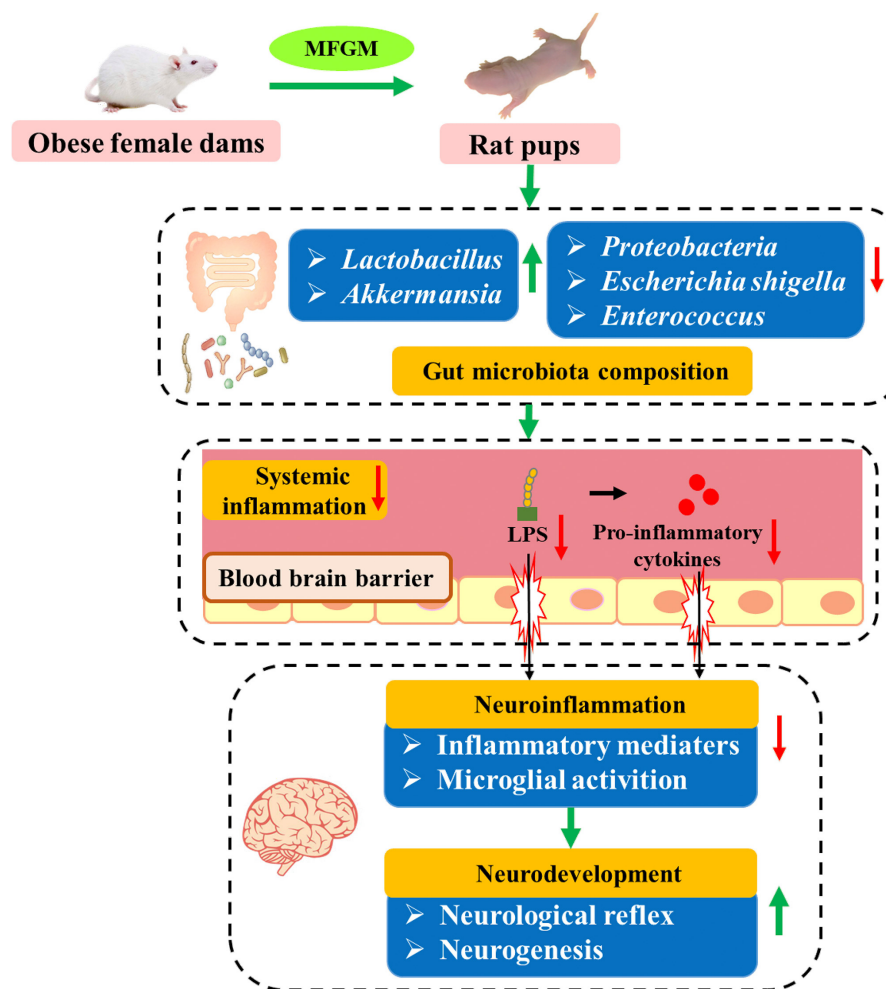 MFGM
Obese female dams
Rat pups
➢ Lactobacillus
➢ Akkermansia
➢ Proteobacteria
➢ Escherichia shigella
➢ Enterococcus
Gut microbiota composition
Systemic
inflammation
LPS
Pro-inflammatory
cytokines
Blood brain barrier
Neuroinflammation
➢ Inflammatory mediaters
➢ Microglial activition
Neurodevelopment
➢ Neurological reflex
➢ Neurogenesis